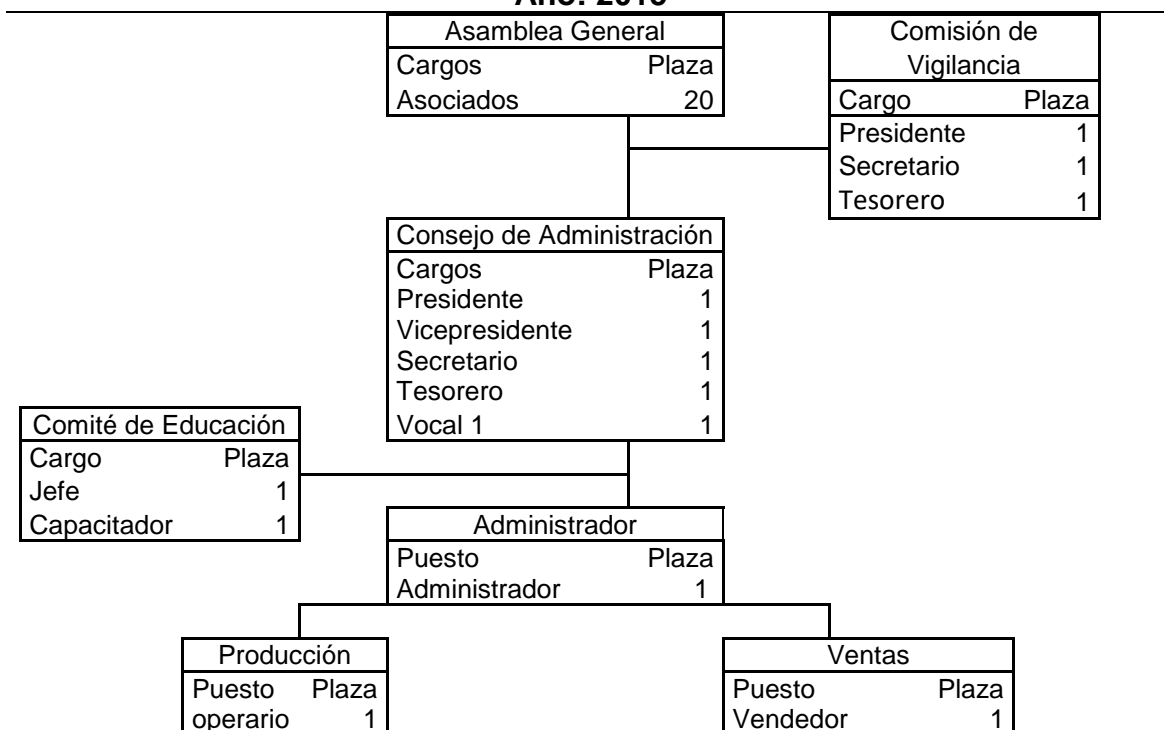 Asamblea General
Cargos Plaza
Asociados 20
Comisión de
Vigilancia
Cargo Plaza
Presidente 1
Secretario 1
Tesorero 1
Consejo de Administración
Cargos Plaza
Presidente 1
Vicepresidente 1
Secretario 1
Tesorero 1
Vocal 1 1
Comité de Educación
Cargo Plaza
Jefe 1
Capacitador 1
Administrador
Puesto Plaza
Administrador 1
Producción
Puesto Plaza
operario 1
Ventas
Puesto Plaza
Vendedor 1